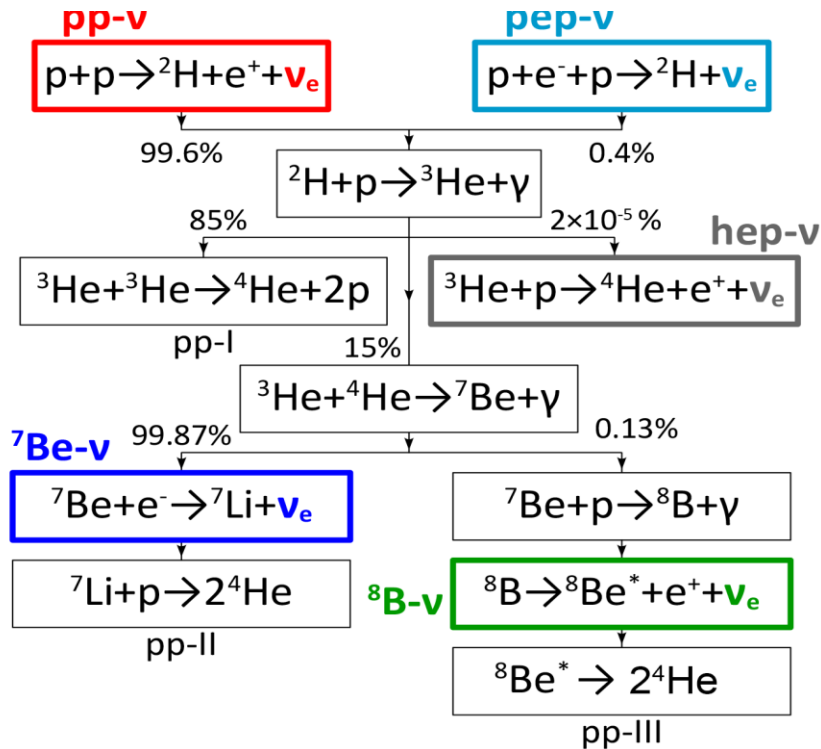 pp-ν pep-ν
p+p→²H+e⁺+νₑ p+e⁻+p→²H+νₑ
99.6% 0.4%
²H+p→³He+γ
85% 2×10⁻⁵ % hep-ν
³He+³He→⁴He+2p ³He+p→⁴He+e⁺+νₑ
pp-I
15%
³He+⁴He→⁷Be+γ
⁷Be-ν 99.87% 0.13%
⁷Be+e⁻→⁷Li+νₑ ⁷Be+p→⁸B+γ
⁷Li+p→2⁴He ⁸B-ν ⁸B→⁸Be*+e⁺+νₑ
pp-II
⁸Be*→ 2⁴He
pp-III